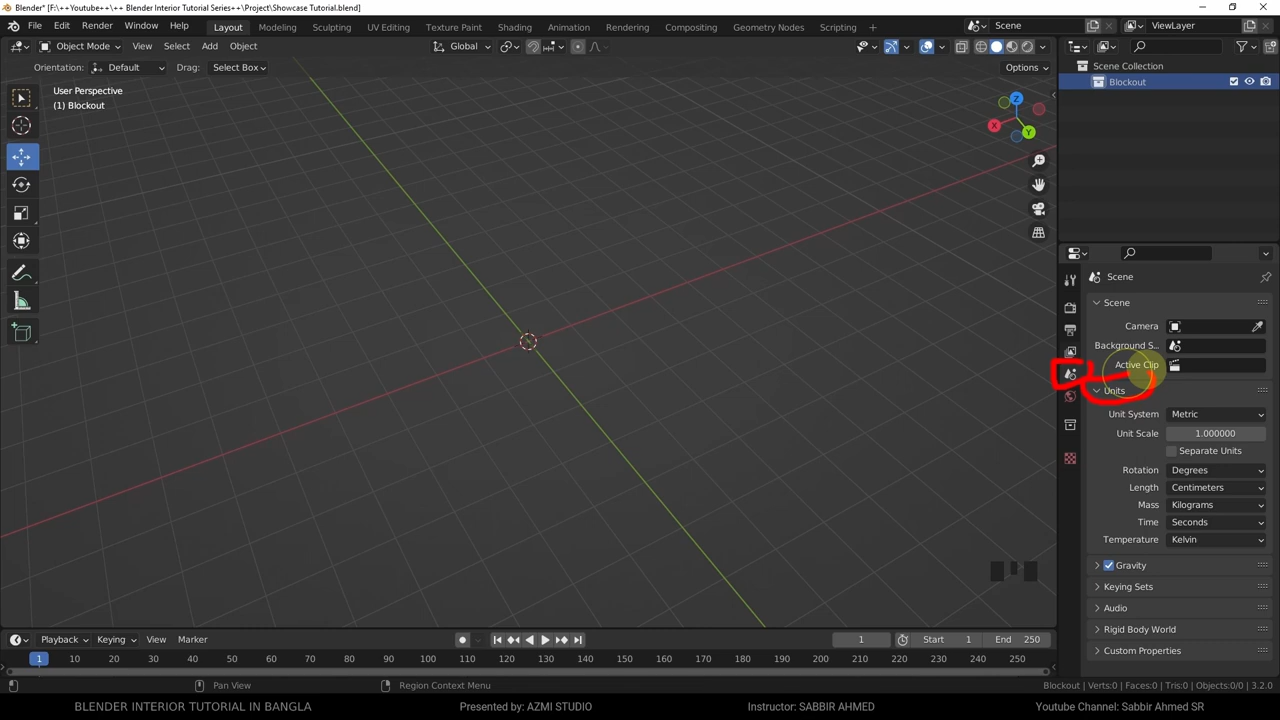 Blender* [F:\++Youtube++\++ Blender Interior Tutorial Series++\Project\Showcase Tutorial.blend]
File Edit Render Window Help Layout Modeling Sculpting UV Editing Texture Paint Shading Animation Rendering Compositing Geometry Nodes Scripting + Scene ViewLayer
Object Mode View Select Add Object Global
Orientation: Default Drag: Select Box Options
Scene Collection
Blockout
User Perspective
(1) Blockout
Z
X
Y
Scene
Scene
Camera
Background S...
Active Clip
Units
Unit System Metric
Unit Scale 1.000000
Separate Units
Rotation Degrees
Length Centimeters
Mass Kilograms
Time Seconds
Temperature Kelvin
Gravity
Keying Sets
Audio
Rigid Body World
Custom Properties
Playback Keying View Marker 1 Start 1 End 250
1 10 20 30 40 50 60 70 80 90 100 110 120 130 140 150 160 170 180 190 200 210 220 230 240 250
Pan View Region Context Menu Blockout | Verts:0 | Faces:0 | Tris:0 | Objects:0/0 | 3.2.0
BLENDER INTERIOR TUTORIAL IN BANGLA Presented by: AZMI STUDIO Instructor: SABBIR AHMED Youtube Channel: Sabbir Ahmed SR